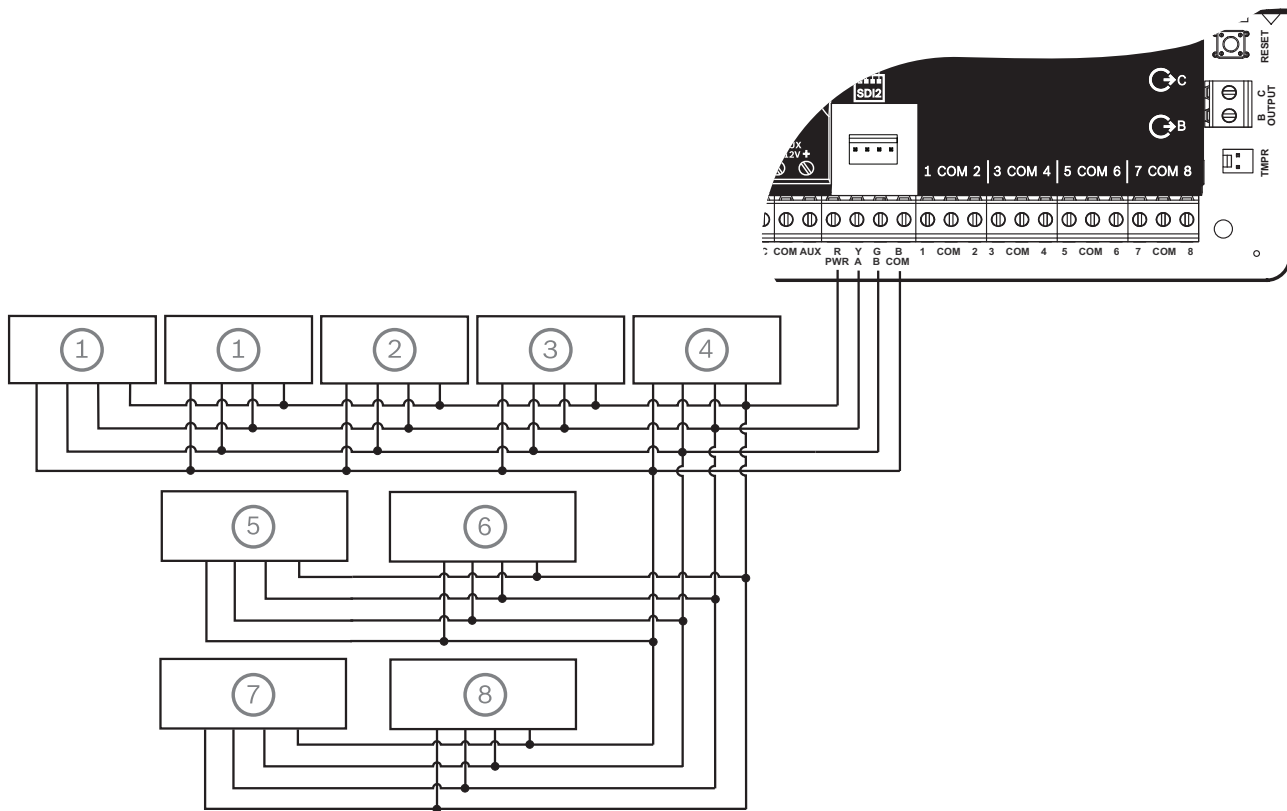 L
RESET
SDI2
C
B
C
B
OUTPUT
TMPR
12V +
1 COM 2 3 COM 4 5 COM 6 7 COM 8
COM AUX R PWR Y A G B B COM 1 COM 2 3 COM 4 5 COM 6 7 COM 8
1 1 2 3 4
5 6
7 8